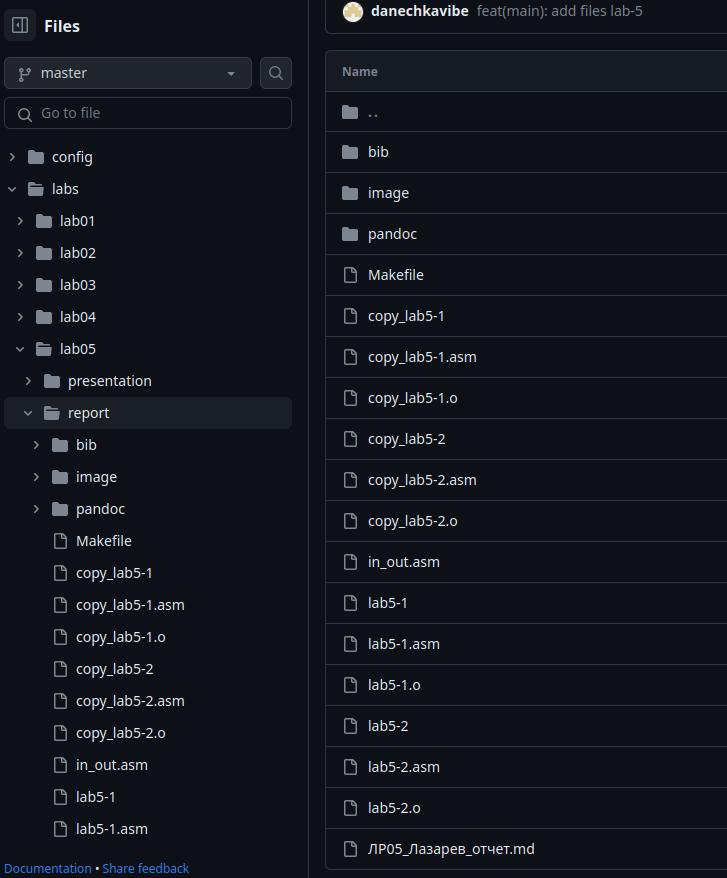 Files
master
Go to file
config
labs
lab01
lab02
lab03
lab04
lab05
presentation
report
bib
image
pandoc
Makefile
copy_lab5-1
copy_lab5-1.asm
copy_lab5-1.o
copy_lab5-2
copy_lab5-2.asm
copy_lab5-2.o
in_out.asm
lab5-1
lab5-1.asm
Documentation • Share feedback
danechkavibe feat(main): add files lab-5
Name
..
bib
image
pandoc
Makefile
copy_lab5-1
copy_lab5-1.asm
copy_lab5-1.o
copy_lab5-2
copy_lab5-2.asm
copy_lab5-2.o
in_out.asm
lab5-1
lab5-1.asm
lab5-1.o
lab5-2
lab5-2.asm
lab5-2.o
ЛР05_Лазарев_отчет.md